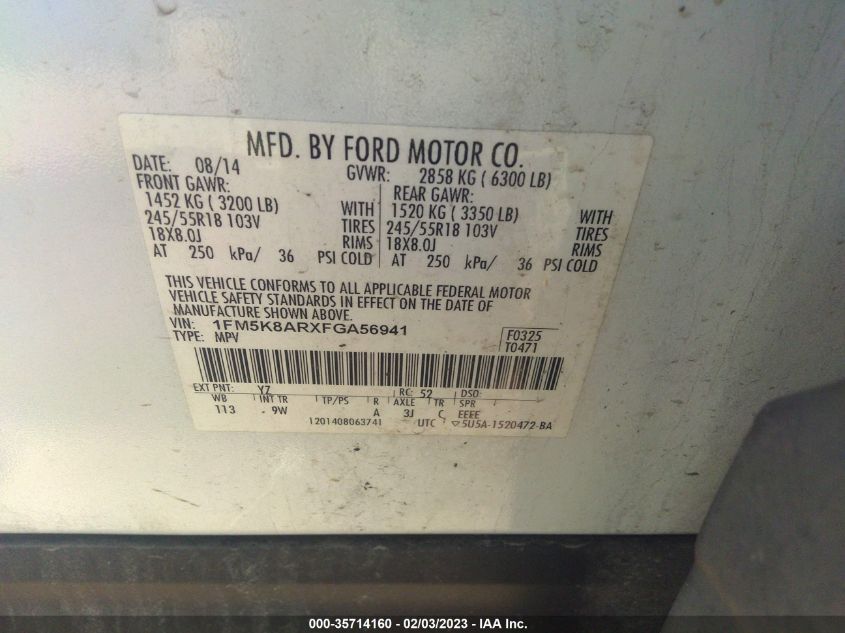 MFD. BY FORD MOTOR CO.
DATE: 08/14 GVWR: 2858 KG ( 6300 LB)
FRONT GAWR: REAR GAWR:
1452 KG ( 3200 LB) WITH 1520 KG ( 3350 LB) WITH
245/55R18 103V TIRES 245/55R18 103V TIRES
18X8.0J RIMS 18X8.0J RIMS
AT 250 kPa/ 36 PSI COLD AT 250 kPa/ 36 PSI COLD
THIS VEHICLE CONFORMS TO ALL APPLICABLE FEDERAL MOTOR
VEHICLE SAFETY STANDARDS IN EFFECT ON THE DATE OF
MANUFACTURE SHOWN ABOVE.
VIN: 1FM5K8ARXFGA56941 F0325
TYPE: MPV T0471
EXT PNT: YZ RC: 52 DSO:
WB INT TR TP/PS R AXLE TR SPR
113 9W A 3J C EEEE
1201408063741 UTC ▽5U5A-1520472-BA
000-35714160 - 02/03/2023 - IAA Inc.